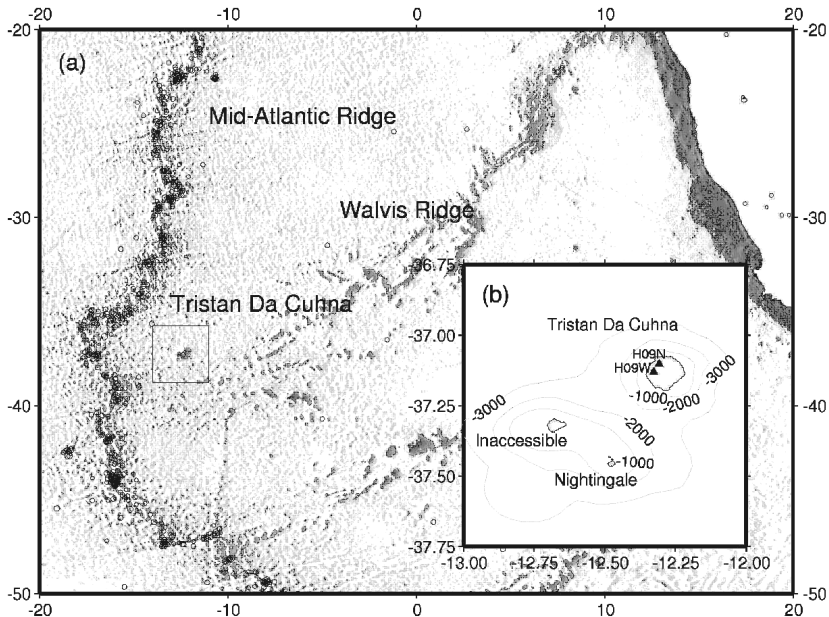 -20 -10 0 10 20
-20 -20
(a)
Mid-Atlantic Ridge
-30 -30
Walvis Ridge
Tristan Da Cuhna
-36.75
(b)
Tristan Da Cuhna
-37.00
H09N
H09W
-3000
-1000
-2000
-40 -40
-37.25
-3000
-2000
Inaccessible
-1000
-37.50
Nightingale
-37.75
-13.00 -12.75 -12.50 -12.25 -12.00
-50 -50
-20 -10 0 10 20